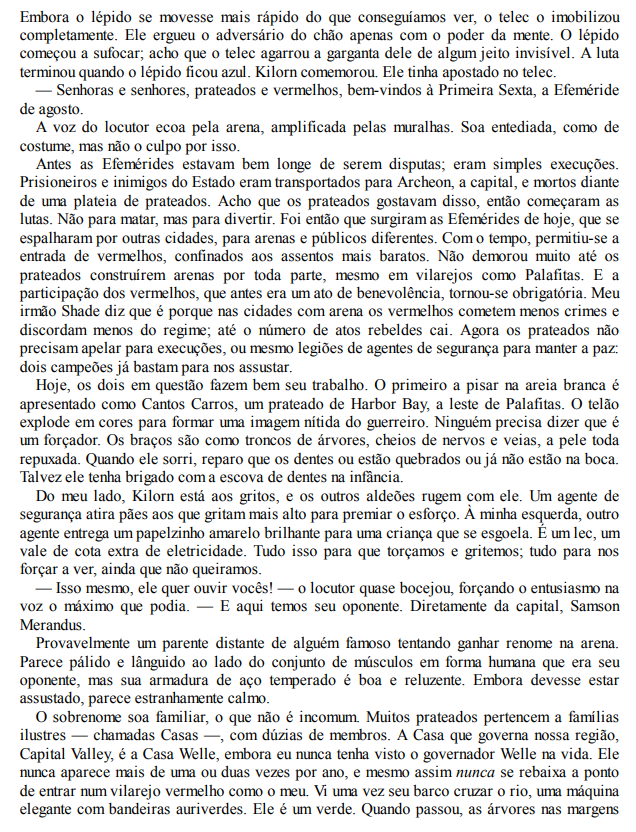 Embora o lépido se movesse mais rápido do que conseguíamos ver, o telec o imobilizou
completamente. Ele ergueu o adversário do chão apenas com o poder da mente. O lépido
começou a sufocar; acho que o telec agarrou a garganta dele de algum jeito invisível. A luta
terminou quando o lépido ficou azul. Kilorn comemorou. Ele tinha apostado no telec.
— Senhoras e senhores, prateados e vermelhos, bem-vindos à Primeira Sexta, a Efeméride
de agosto.
A voz do locutor ecoa pela arena, amplificada pelas muralhas. Soa entediada, como de
costume, mas não o culpo por isso.
Antes as Efemérides estavam bem longe de serem disputas; eram simples execuções.
Prisioneiros e inimigos do Estado eram transportados para Archeon, a capital, e mortos diante
de uma plateia de prateados. Acho que os prateados gostavam disso, então começaram as
lutas. Não para matar, mas para divertir. Foi então que surgiram as Efemérides de hoje, que se
espalharam por outras cidades, para arenas e públicos diferentes. Com o tempo, permitiu-se a
entrada de vermelhos, confinados aos assentos mais baratos. Não demorou muito até os
prateados construírem arenas por toda parte, mesmo em vilarejos como Palafitas. E a
participação dos vermelhos, que antes era um ato de benevolência, tornou-se obrigatória. Meu
irmão Shade diz que é porque nas cidades com arena os vermelhos cometem menos crimes e
discordam menos do regime; até o número de atos rebeldes cai. Agora os prateados não
precisam apelar para execuções, ou mesmo legiões de agentes de segurança para manter a paz:
dois campeões já bastam para nos assustar.
Hoje, os dois em questão fazem bem seu trabalho. O primeiro a pisar na areia branca é
apresentado como Cantos Carros, um prateado de Harbor Bay, a leste de Palafitas. O telão
explode em cores para formar uma imagem nítida do guerreiro. Ninguém precisa dizer que é
um forçador. Os braços são como troncos de árvores, cheios de nervos e veias, a pele toda
repuxada. Quando ele sorri, reparo que os dentes ou estão quebrados ou já não estão na boca.
Talvez ele tenha brigado com a escova de dentes na infância.
Do meu lado, Kilorn está aos gritos, e os outros aldeões rugem com ele. Um agente de
segurança atira pães aos que gritam mais alto para premiar o esforço. À minha esquerda, outro
agente entrega um papelzinho amarelo brilhante para uma criança que se esgoela. É um lec, um
vale de cota extra de eletricidade. Tudo isso para que torçamos e gritemos; tudo para nos
forçar a ver, ainda que não queiramos.
— Isso mesmo, ele quer ouvir vocês! — o locutor quase bocejou, forçando o entusiasmo na
voz o máximo que podia. — E aqui temos seu oponente. Diretamente da capital, Samson
Merandus.
Provavelmente um parente distante de alguém famoso tentando ganhar renome na arena.
Parece pálido e lânguido ao lado do conjunto de músculos em forma humana que era seu
oponente, mas sua armadura de aço temperado é boa e reluzente. Embora devesse estar
assustado, parece estranhamente calmo.
O sobrenome soa familiar, o que não é incomum. Muitos prateados pertencem a famílias
ilustres — chamadas Casas —, com dúzias de membros. A Casa que governa nossa região,
Capital Valley, é a Casa Welle, embora eu nunca tenha visto o governador Welle na vida. Ele
nunca aparece mais de uma ou duas vezes por ano, e mesmo assim nunca se rebaixa a ponto
de entrar num vilarejo vermelho como o meu. Vi uma vez seu barco cruzar o rio, uma máquina
elegante com bandeiras auriverdes. Ele é um verde. Quando passou, as árvores nas margens